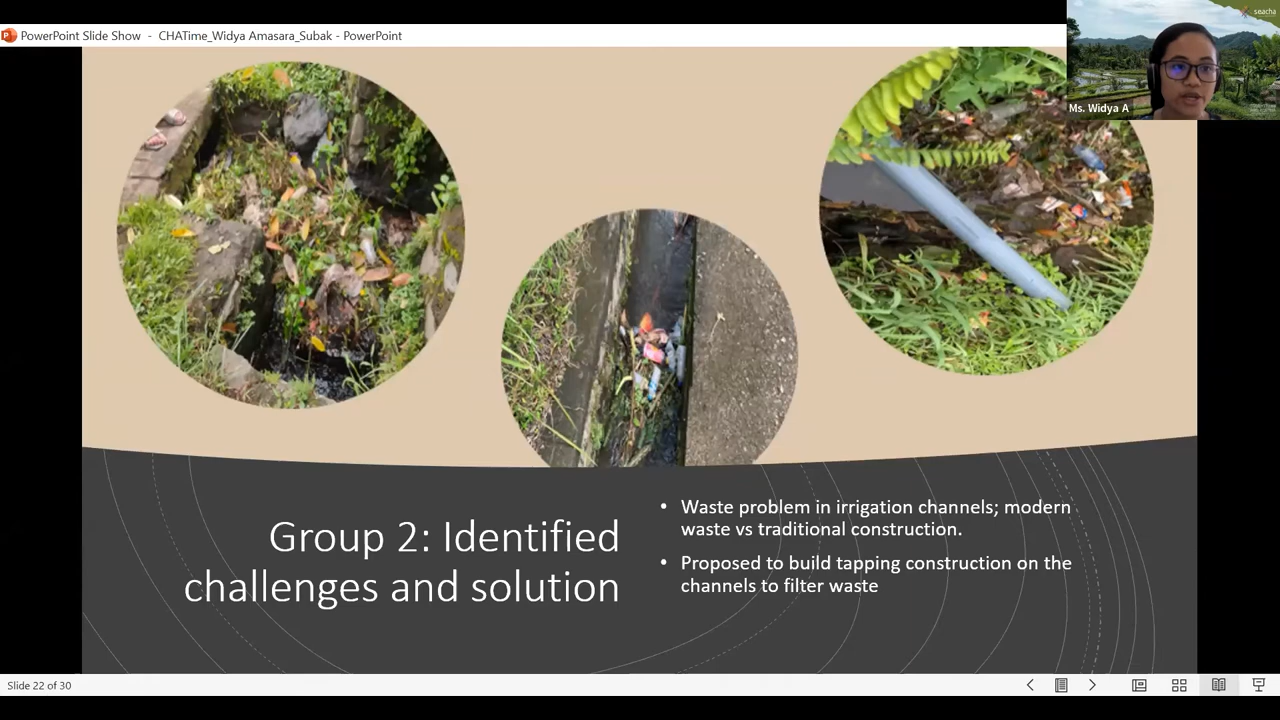 PowerPoint Slide Show - CHATime_Widya Amasara_Subak - PowerPoint
seacha
Ms. Widya A
Group 2: Identified
challenges and solution
• Waste problem in irrigation channels; modern
waste vs traditional construction.
• Proposed to build tapping construction on the
channels to filter waste
Slide 22 of 30